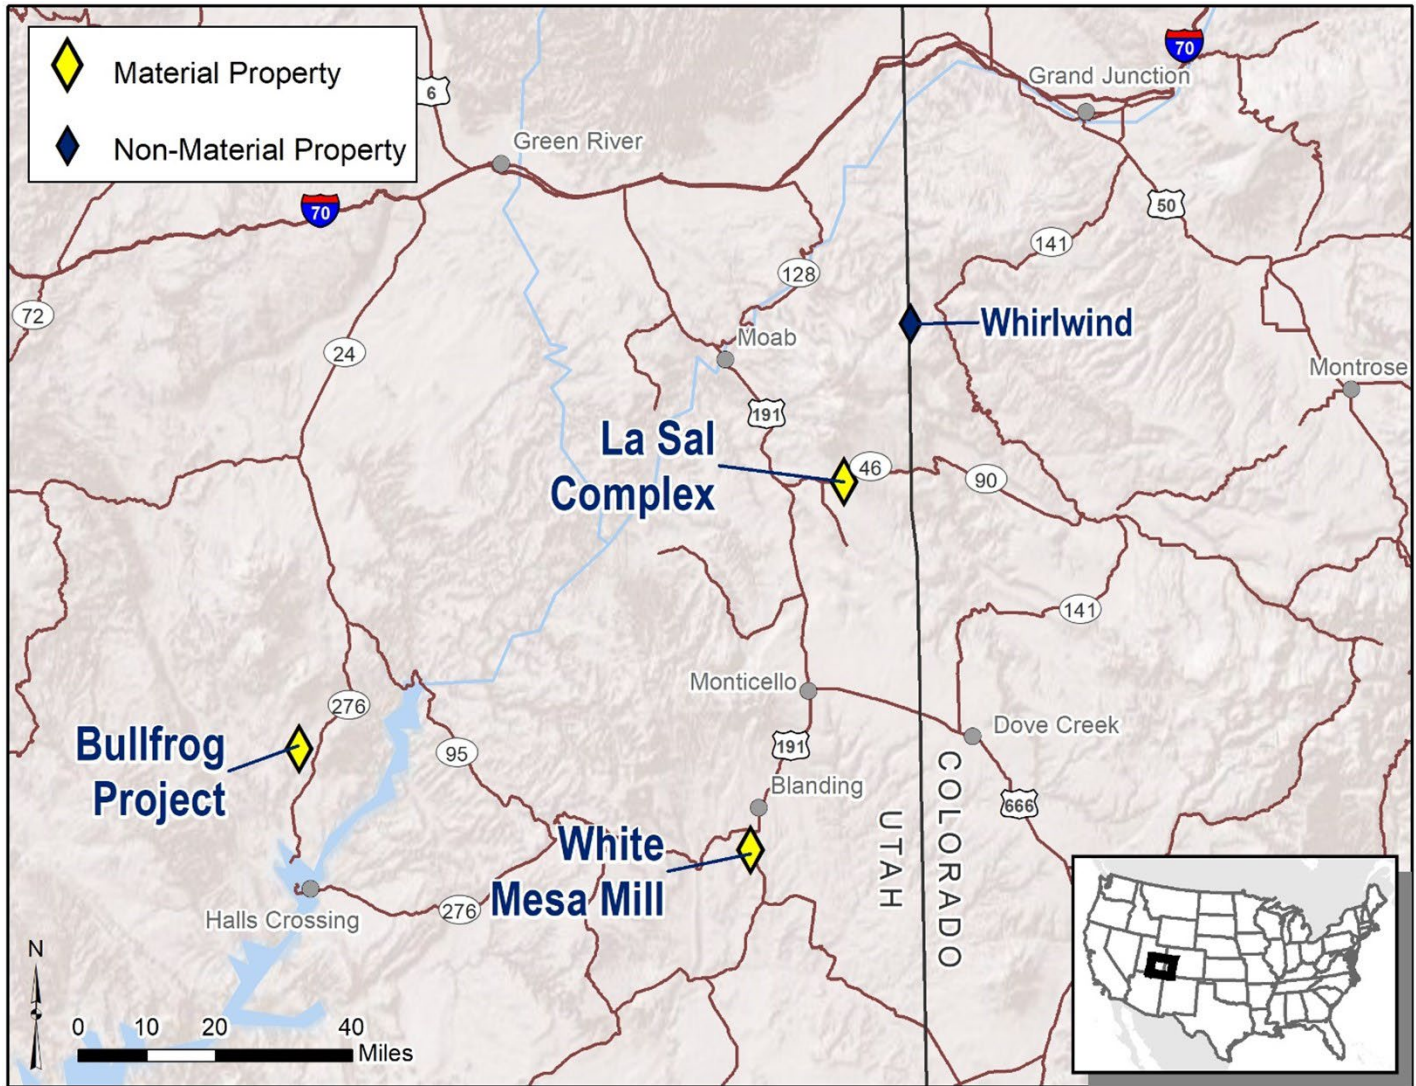 Material Property
Non-Material Property
70
Grand Junction
6
Green River
70
50
141
128
72
24
Whirlwind
Moab
Montrose
191
La Sal
Complex
46
90
141
Monticello
276
Dove Creek
Bullfrog
Project
95
191
Blanding
666
COLORADO
UTAH
White
Mesa Mill
Halls Crossing
276
N
0 10 20 40
Miles